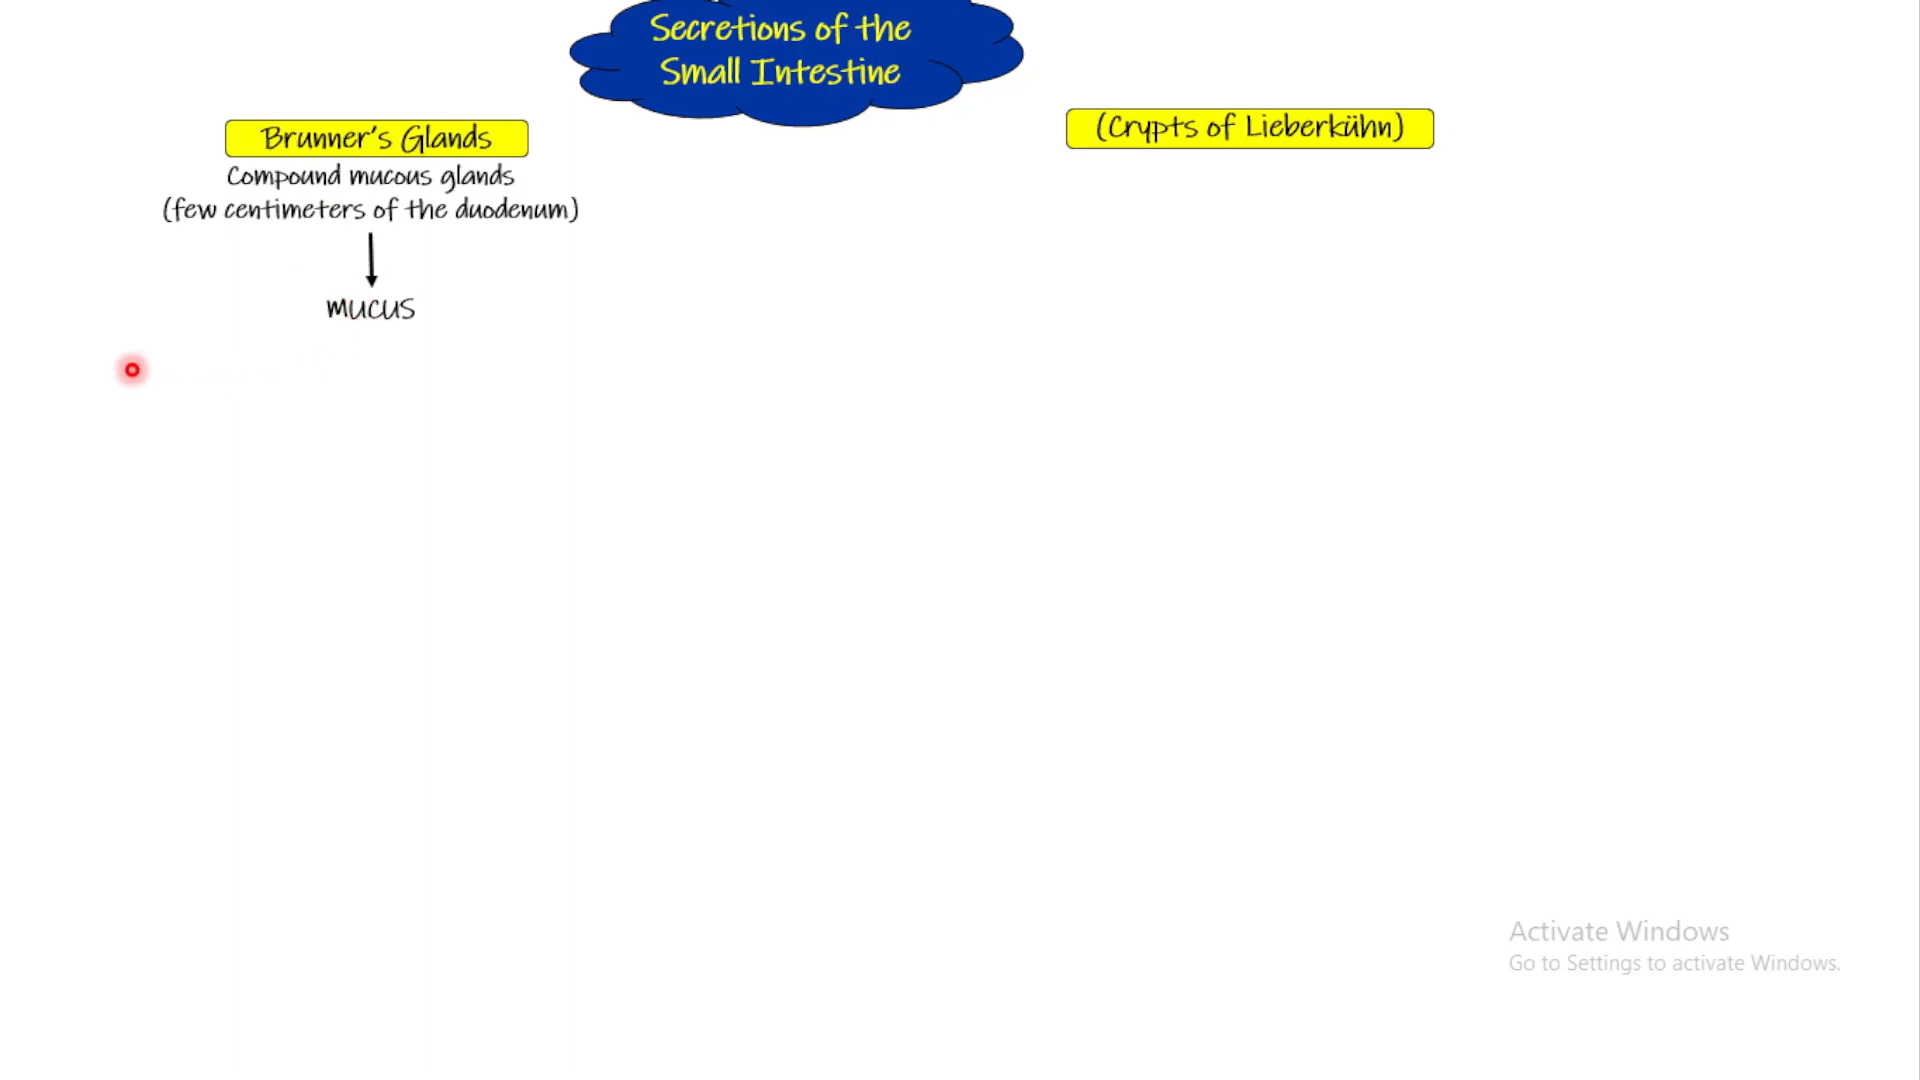 Secretions of the
Small Intestine
Brunner's Glands
Compound mucous glands
(few centimeters of the duodenum)
mucus
(Crypts of Lieberkühn)
Activate Windows
Go to Settings to activate Windows.